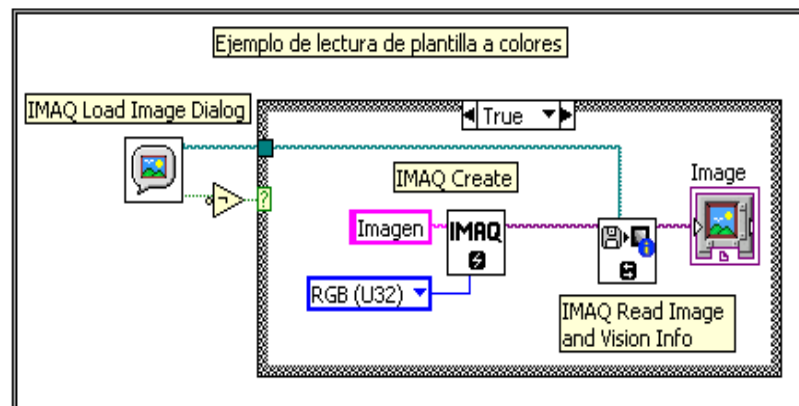 Ejemplo de lectura de plantilla a colores
IMAQ Load Image Dialog
True
?
IMAQ Create
Image
Imagen
IMAQ
RGB (U32)
IMAQ Read Image
and Vision Info